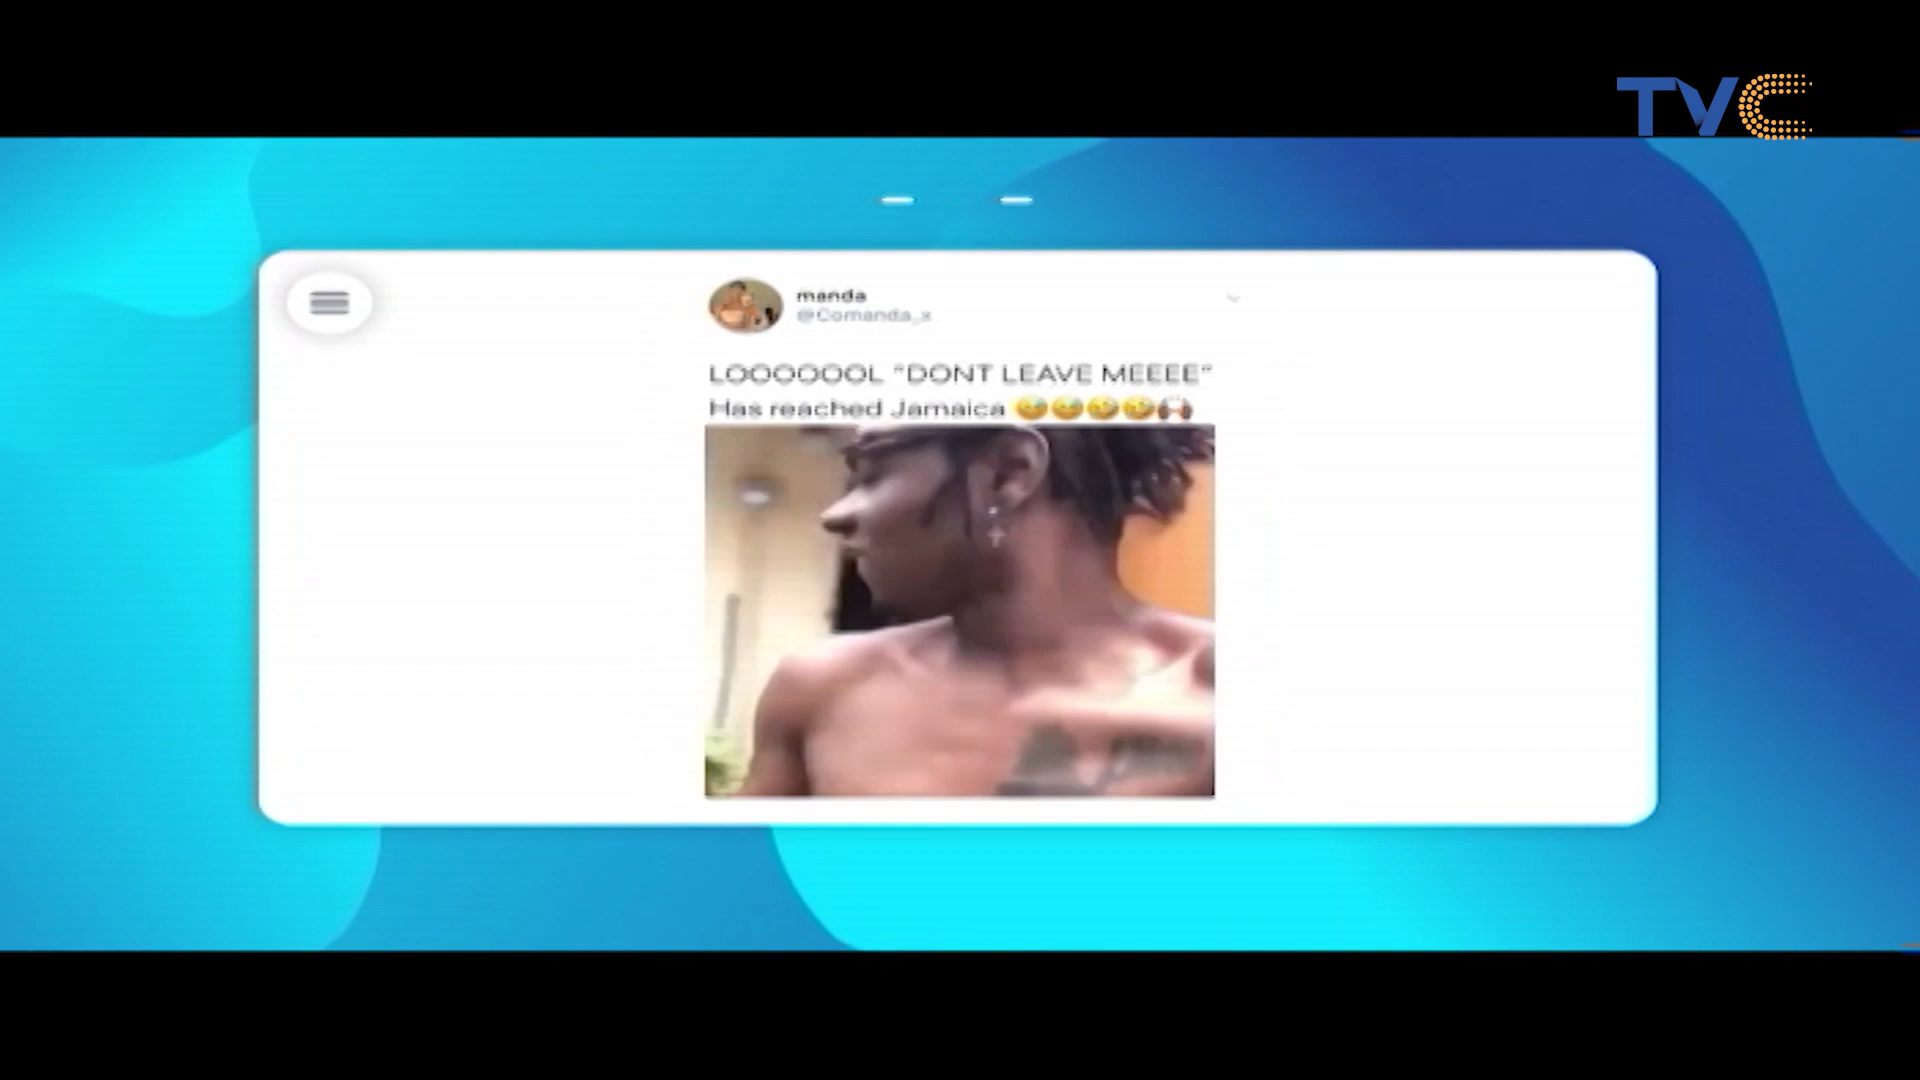 TVC
manda
@Comanda_x
LOOOOOOL "DONT LEAVE MEEEE"
Has reached Jamaica 😅😅🤣🤣🙌🏾